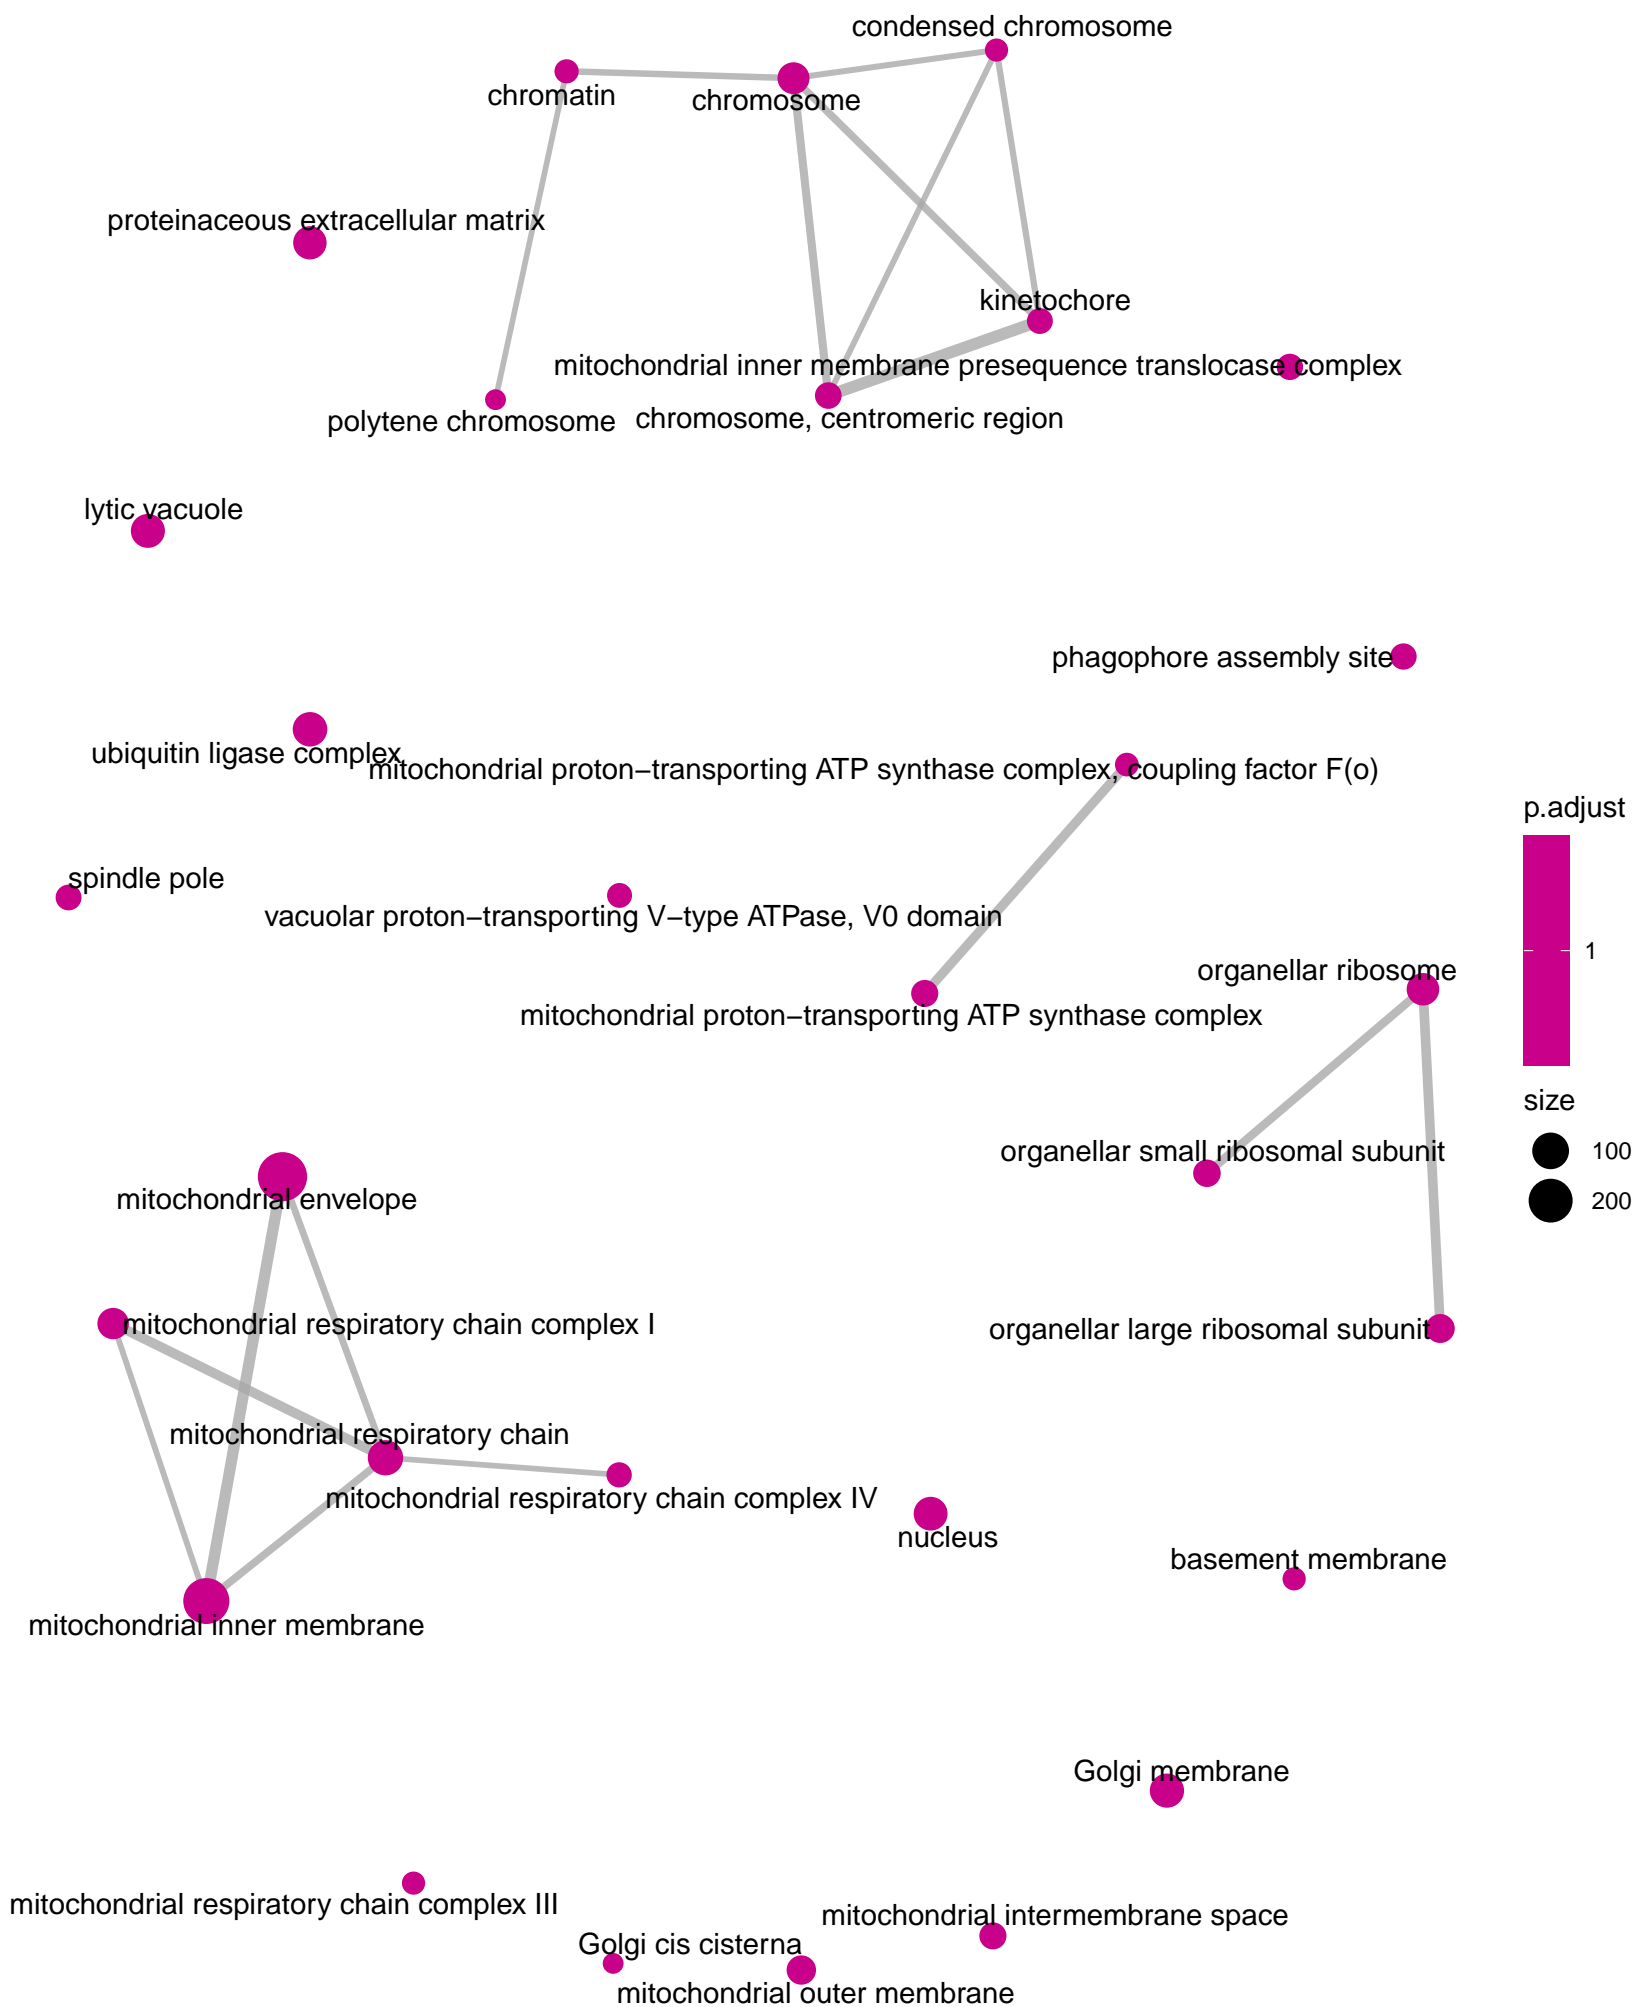 condensed chromosome
chromatin
chromosome
proteinaceous extracellular matrix
kinetochore
mitochondrial inner membrane presequence translocase complex
polytene chromosome
chromosome, centromeric region
lytic vacuole
phagophore assembly site
ubiquitin ligase complex
mitochondrial proton−transporting ATP synthase complex, coupling factor F(o)
p.adjust
spindle pole
vacuolar proton−transporting V−type ATPase, V0 domain
1
organellar ribosome
mitochondrial proton−transporting ATP synthase complex
size
organellar small ribosomal subunit
100
mitochondrial envelope
200
mitochondrial respiratory chain complex I
organellar large ribosomal subunit
mitochondrial respiratory chain
mitochondrial respiratory chain complex IV
nucleus
basement membrane
mitochondrial inner membrane
Golgi membrane
mitochondrial respiratory chain complex III
mitochondrial intermembrane space
Golgi cis cisterna
mitochondrial outer membrane